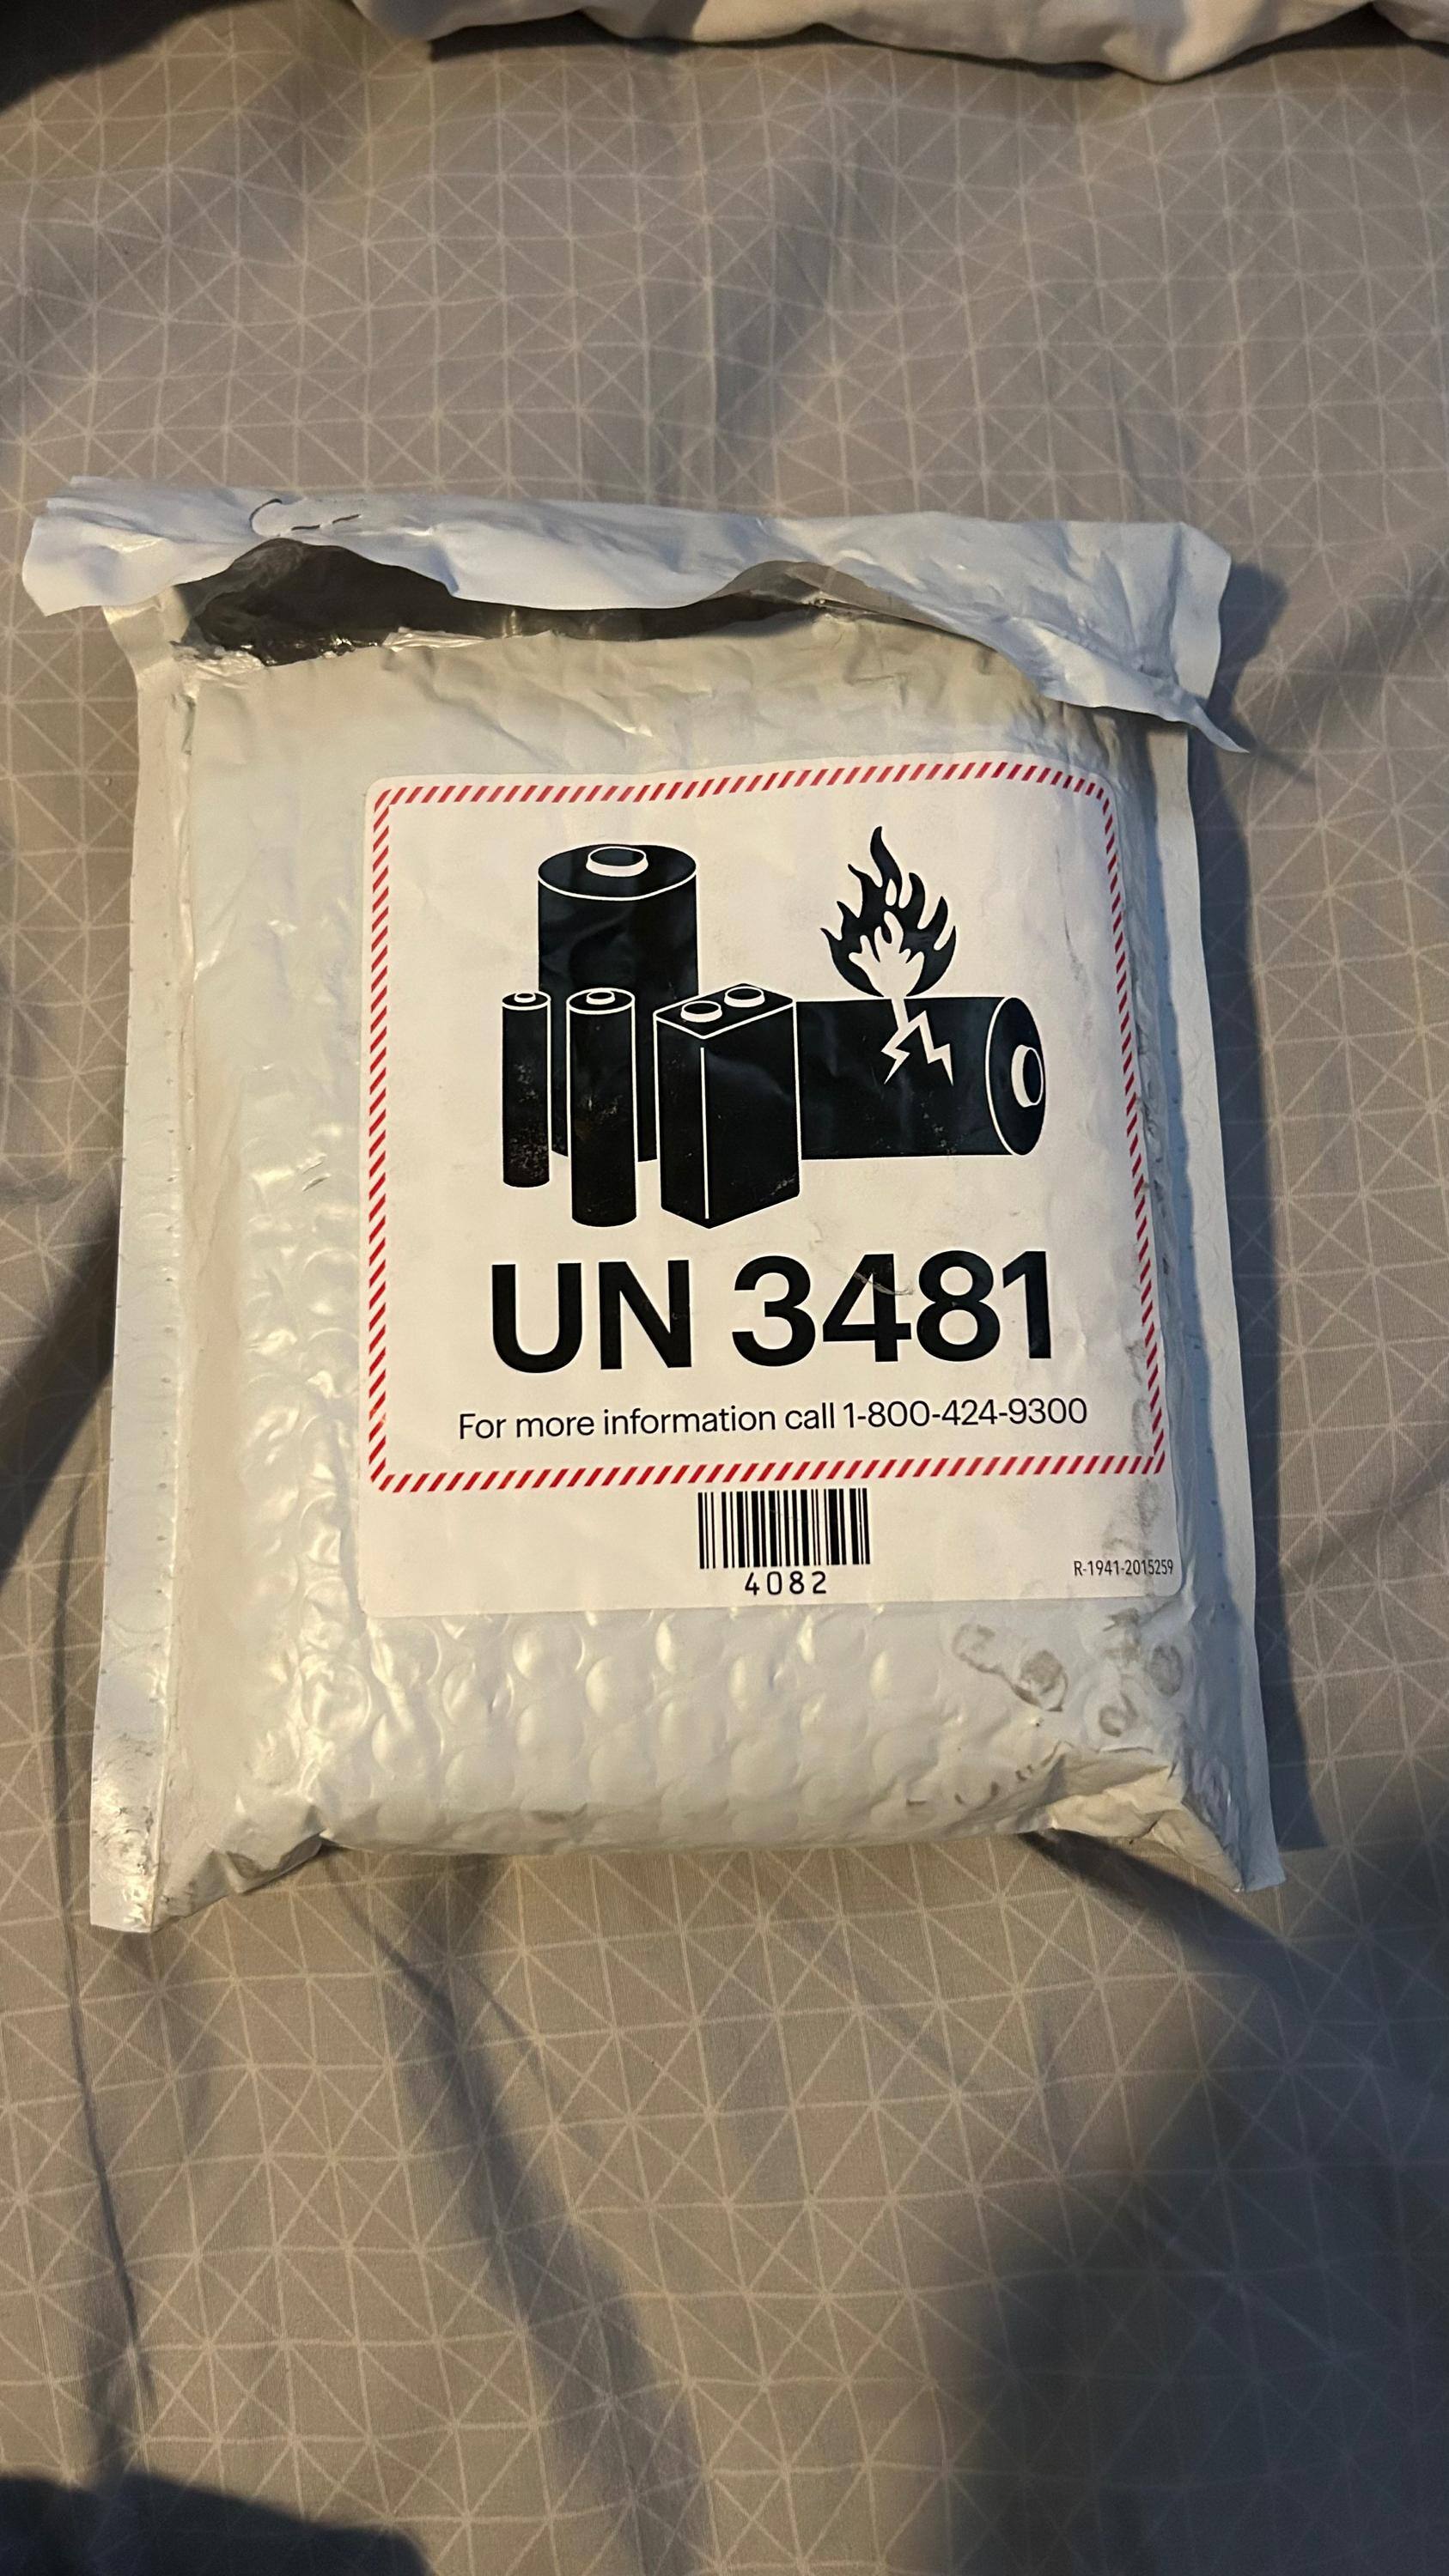 UN 3481
For more information call 1-800-424-9300
4082
R-1941-2015259